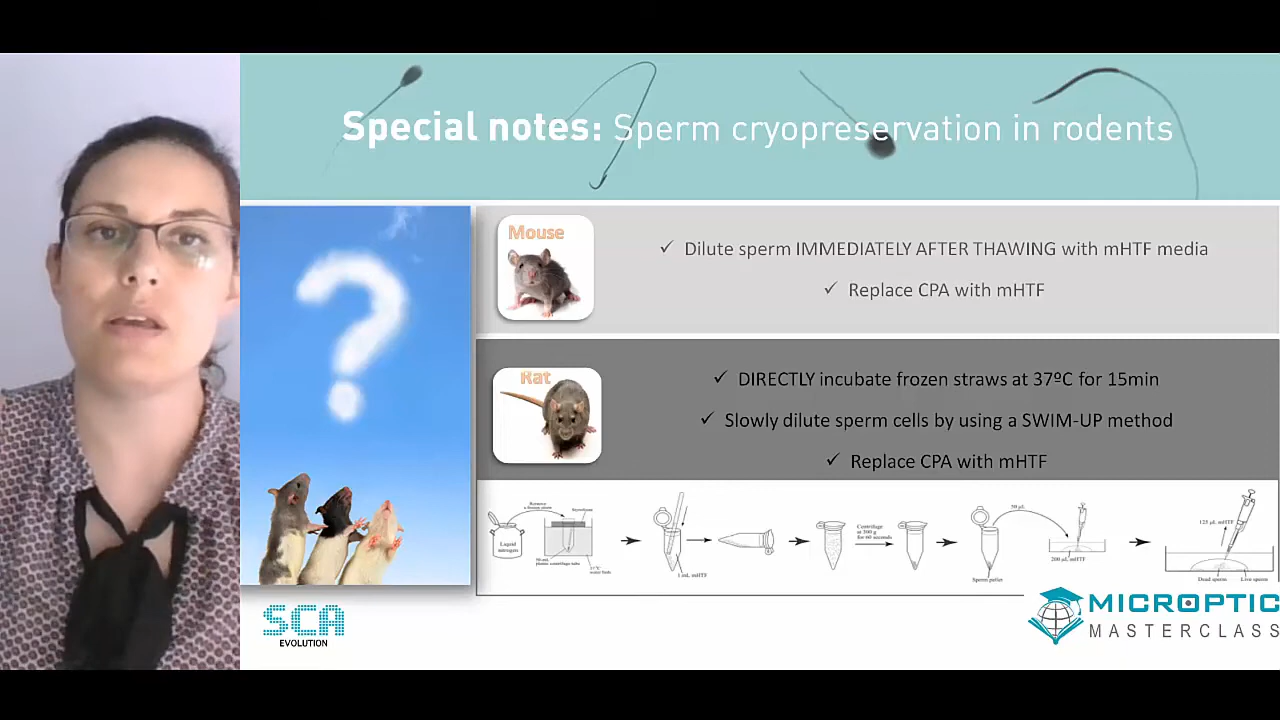 Special notes: Sperm cryopreservation in rodents
Mouse
✓ Dilute sperm IMMEDIATELY AFTER THAWING with mHTF media
✓ Replace CPA with mHTF
Rat
✓ DIRECTLY incubate frozen straws at 37ºC for 15min
✓ Slowly dilute sperm cells by using a SWIM-UP method
✓ Replace CPA with mHTF
Liquid
nitrogen
1 mL mHTF
Centrifuge
at 500 g
for 60 seconds
Sperm pellet
50 μL
200 μL mHTF
125 μL mHTF
Dead sperm
Live sperm
SCA
EVOLUTION
MICROPTIC
MASTERCLASS